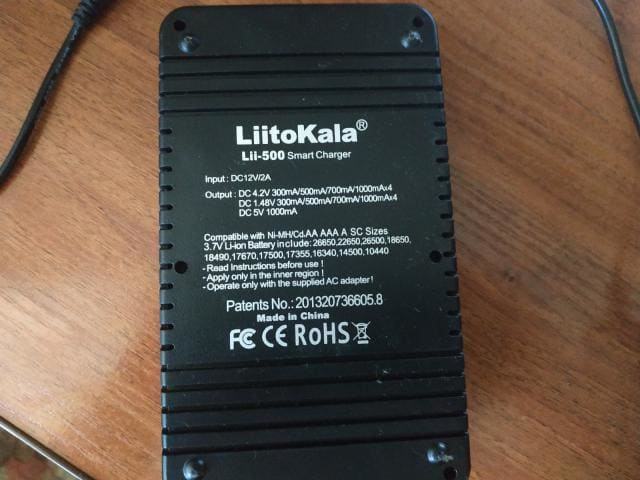 LiitoKala®
Lii-500 Smart Charger
Input : DC12V/2A
Output : DC 4.2V 300mA/500mA/700mA/1000mAx4
DC 1.48V 300mA/500mA/700mA/1000mAx4
DC 5V 1000mA
Compatible with Ni-MH/Cd.AA AAA A SC Sizes
3.7V Li-ion Battery include: 26650,22650,26500,18650,
18490,17670,17500,17355,16340,14500,10440
- Read Instructions before use !
- Apply only in the inner region !
- Operate only with the supplied AC adapter!
Patents No.: 201320736605.8
Made in China
FC CE RoHS